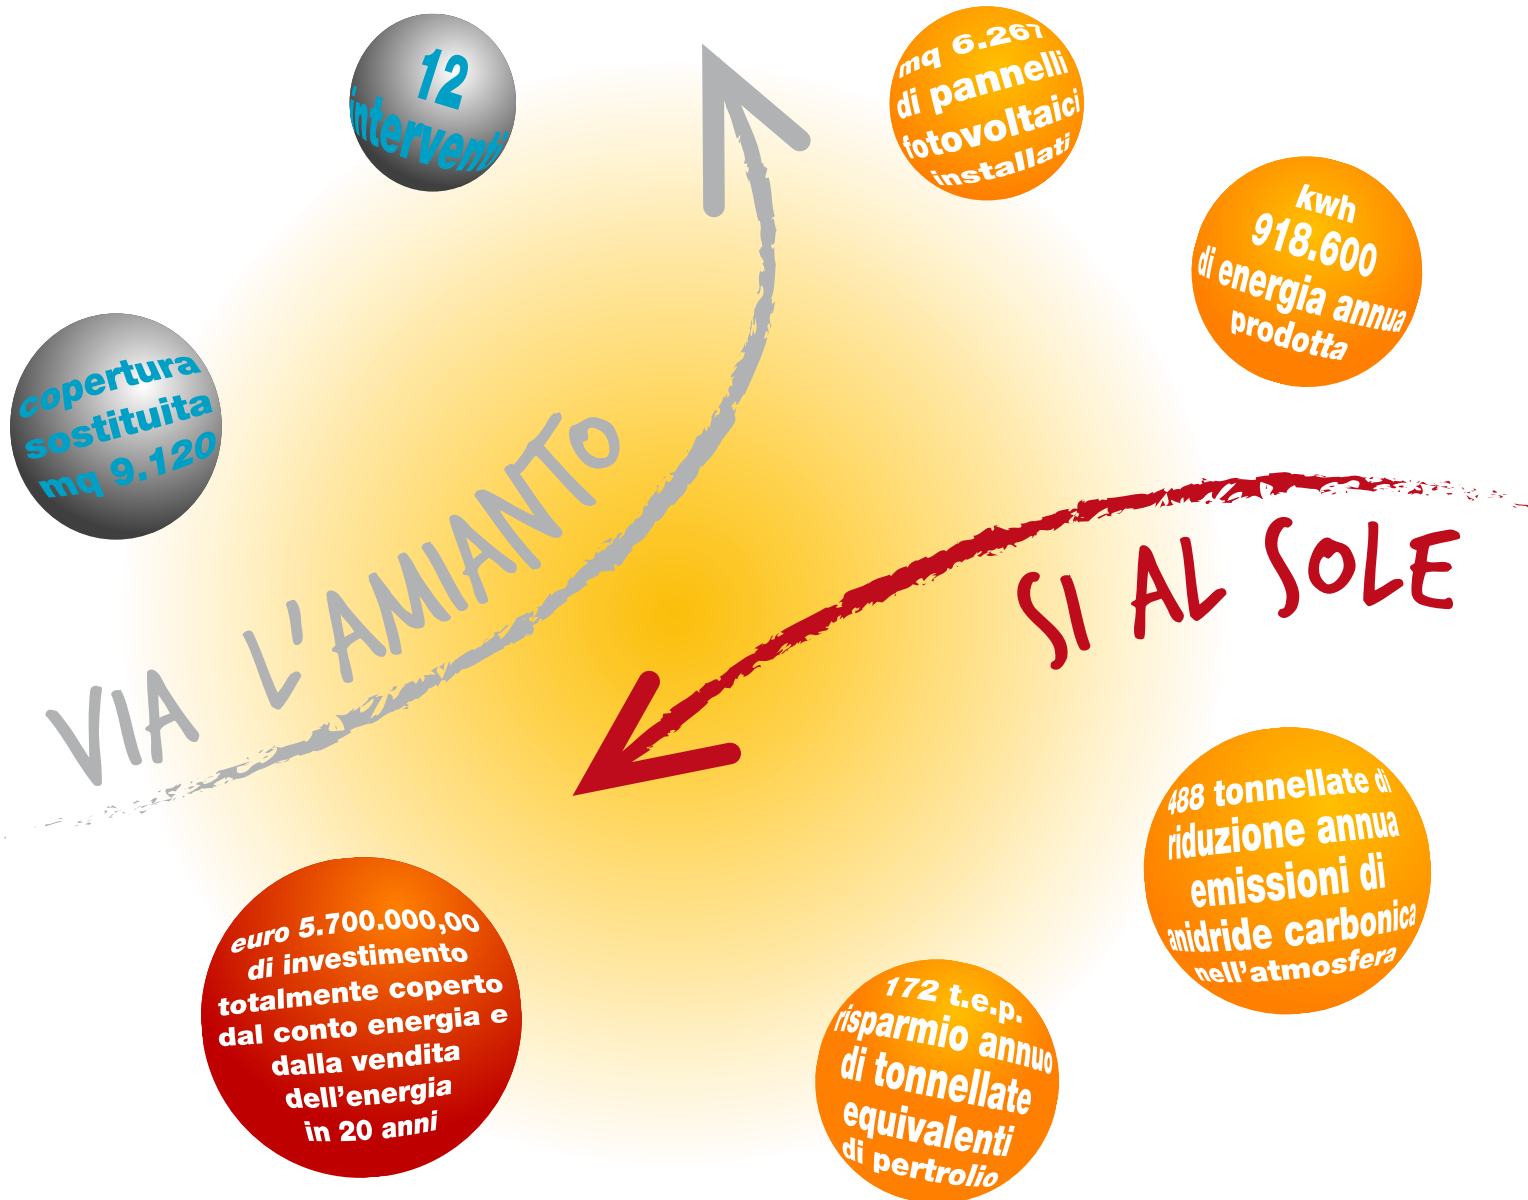 12
interventi
mq 6.267
di pannelli
fotovoltaici
installati
kwh
918.600
di energia annua
prodotta
copertura
sostituita
mq 9.120
VIA L'AMIANTO
SI AL SOLE
488 tonnellate di
riduzione annua
emissioni di
anidride carbonica
nell'atmosfera
euro 5.700.000,00
di investimento
totalmente coperto
dal conto energia e
dalla vendita
dell'energia
in 20 anni
172 t.e.p.
risparmio annuo
di tonnellate
equivalenti
di pertrolio